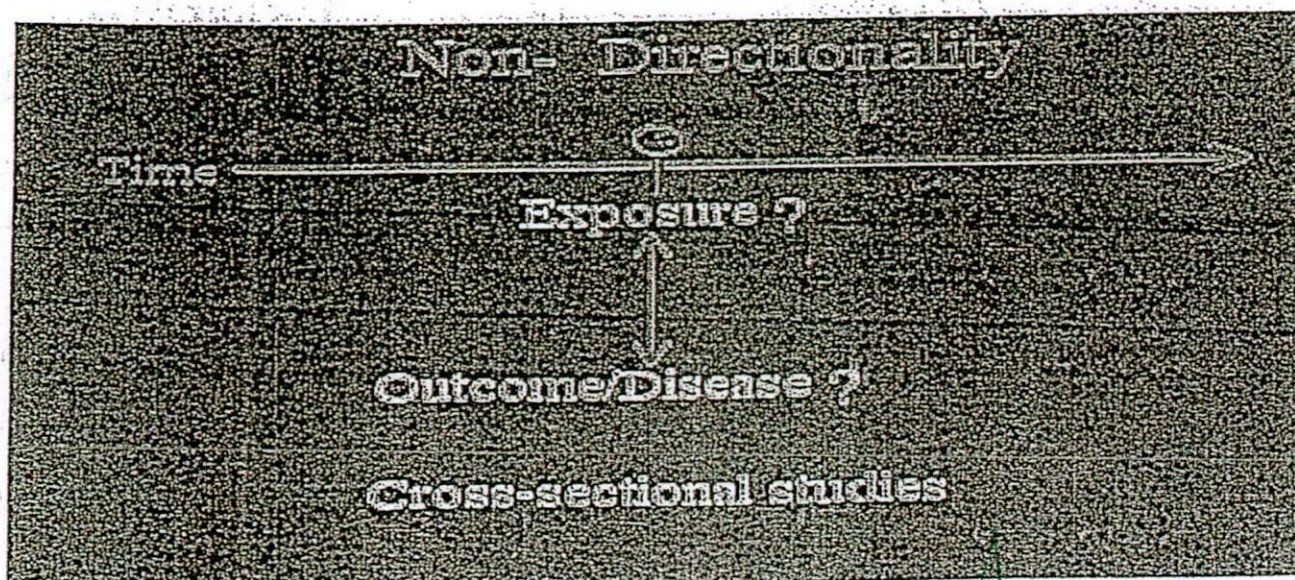 Non- Directionality
Time
Exposure ?
Outcome/Disease ?
Cross-sectional studies